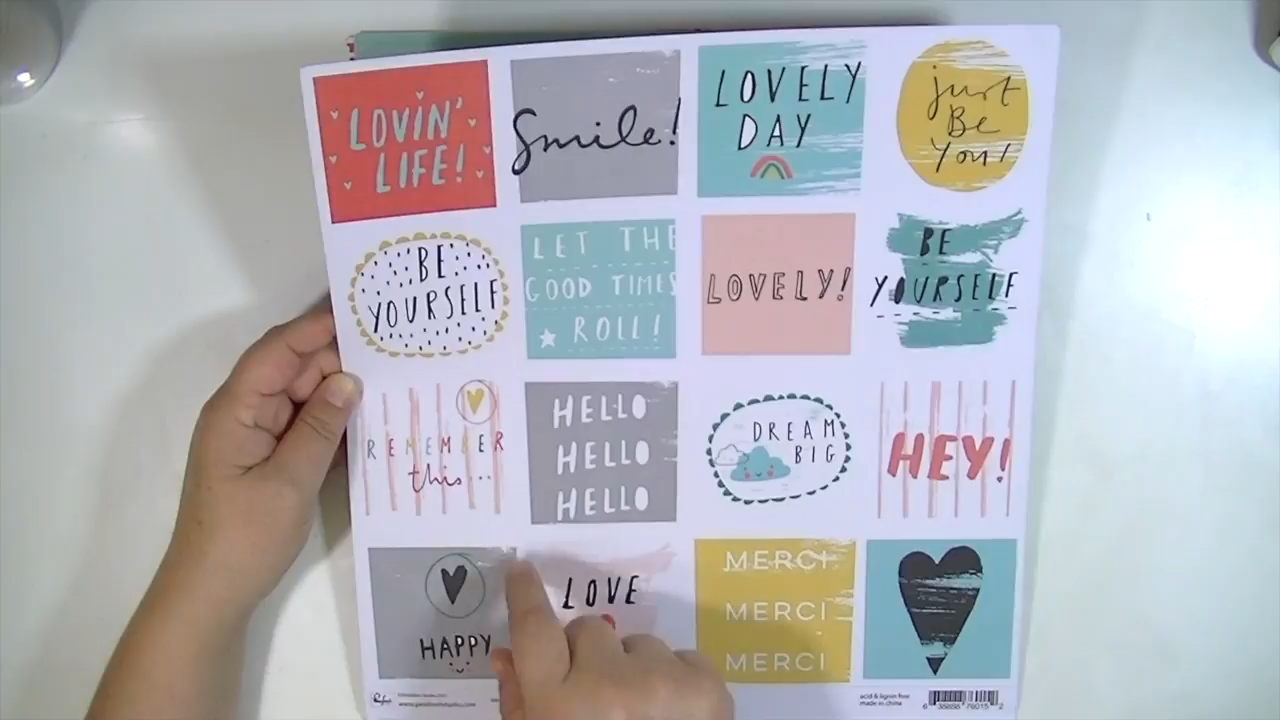 LOVIN'
LIFE!
Smile!
LOVELY
DAY
just
Be
You!
BE
YOURSELF
LET THE
GOOD TIMES
ROLL!
LOVELY!
BE
YOURSELF
REMEMBER
this...
HELLO
HELLO
HELLO
DREAM
BIG
HEY!
HAPPY
LOVE
MERCI
MERCI
MERCI
acid & lignin free
made in china